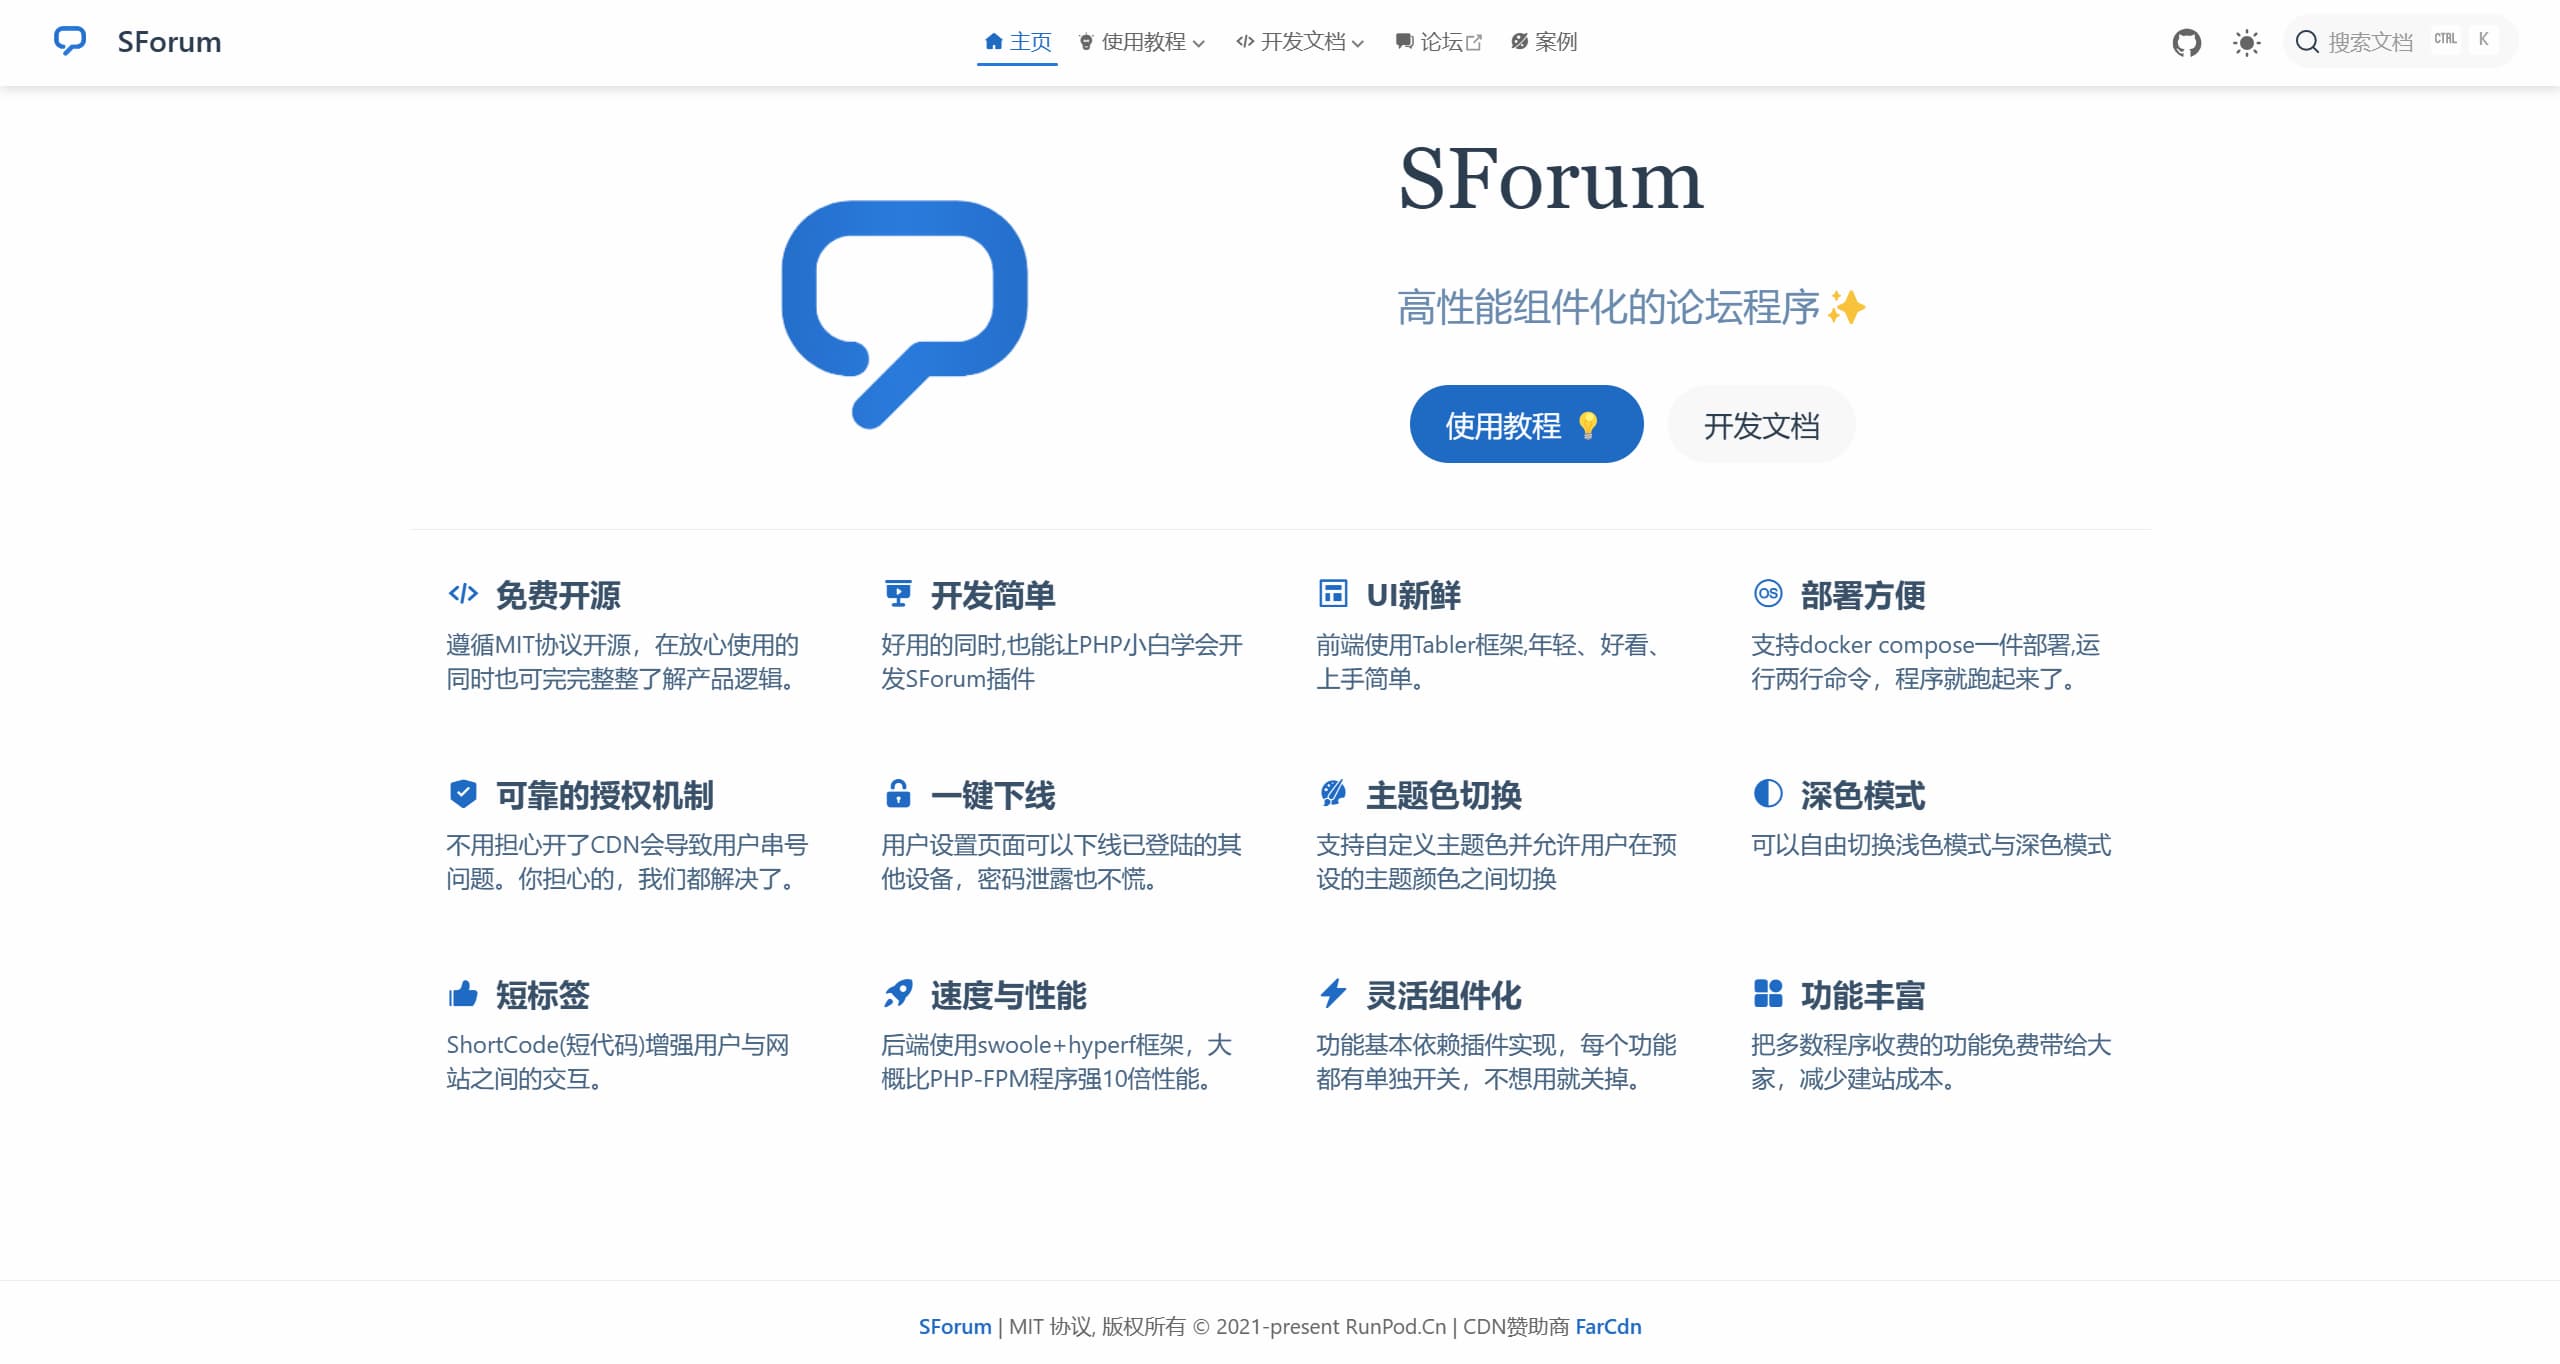 SForum
主页 使用教程 开发文档 论坛 案例
搜索文档 CTRL K
SForum
高性能组件化的论坛程序✨
使用教程 💡 开发文档
免费开源
遵循MIT协议开源，在放心使用的
同时也可完完整整了解产品逻辑。
开发简单
好用的同时,也能让PHP小白学会开
发SForum插件
UI新鲜
前端使用Tabler框架,年轻、好看、
上手简单。
部署方便
支持docker compose一件部署,运
行两行命令，程序就跑起来了。
可靠的授权机制
不用担心开了CDN会导致用户串号
问题。你担心的，我们都解决了。
一键下线
用户设置页面可以下线已登陆的其
他设备，密码泄露也不慌。
主题色切换
支持自定义主题色并允许用户在预
设的主题颜色之间切换
深色模式
可以自由切换浅色模式与深色模式
短标签
ShortCode(短代码)增强用户与网
站之间的交互。
速度与性能
后端使用swoole+hyperf框架，大
概比PHP-FPM程序强10倍性能。
灵活组件化
功能基本依赖插件实现，每个功能
都有单独开关，不想用就关掉。
功能丰富
把多数程序收费的功能免费带给大
家，减少建站成本。
SForum | MIT 协议, 版权所有 © 2021-present RunPod.Cn | CDN赞助商 FarCdn